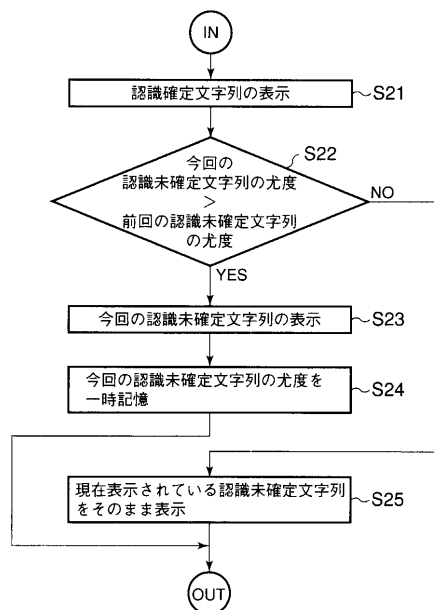 IN
認識確定文字列の表示
S21
S22
今回の
認識未確定文字列の尤度
>
前回の認識未確定文字列
の尤度
NO
YES
今回の認識未確定文字列の表示
S23
今回の認識未確定文字列の尤度を
一時記憶
S24
現在表示されている認識未確定文字列
をそのまま表示
S25
OUT